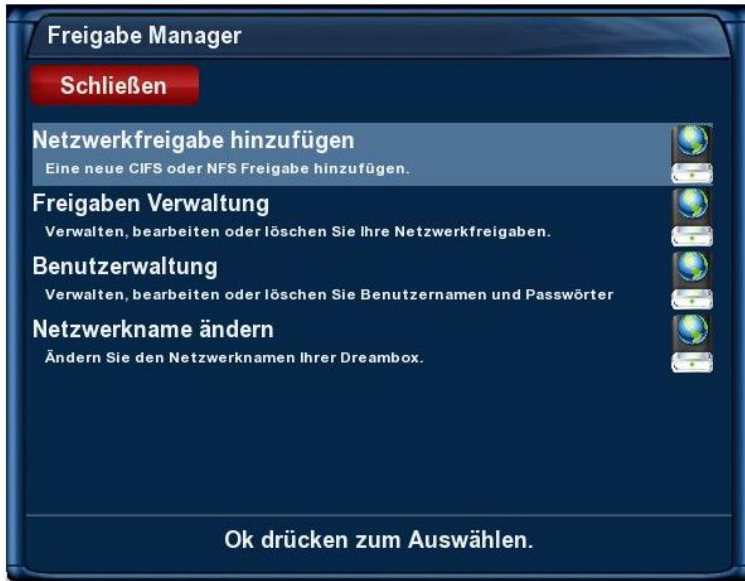 Freigabe Manager
Schließen
Netzwerkfreigabe hinzufügen
Eine neue CIFS oder NFS Freigabe hinzufügen.
Freigaben Verwaltung
Verwalten, bearbeiten oder löschen Sie Ihre Netzwerkfreigaben.
Benutzerwaltung
Verwalten, bearbeiten oder löschen Sie Benutzernamen und Passwörter
Netzwerkname ändern
Ändern Sie den Netzwerknamen Ihrer Dreambox.
Ok drücken zum Auswählen.